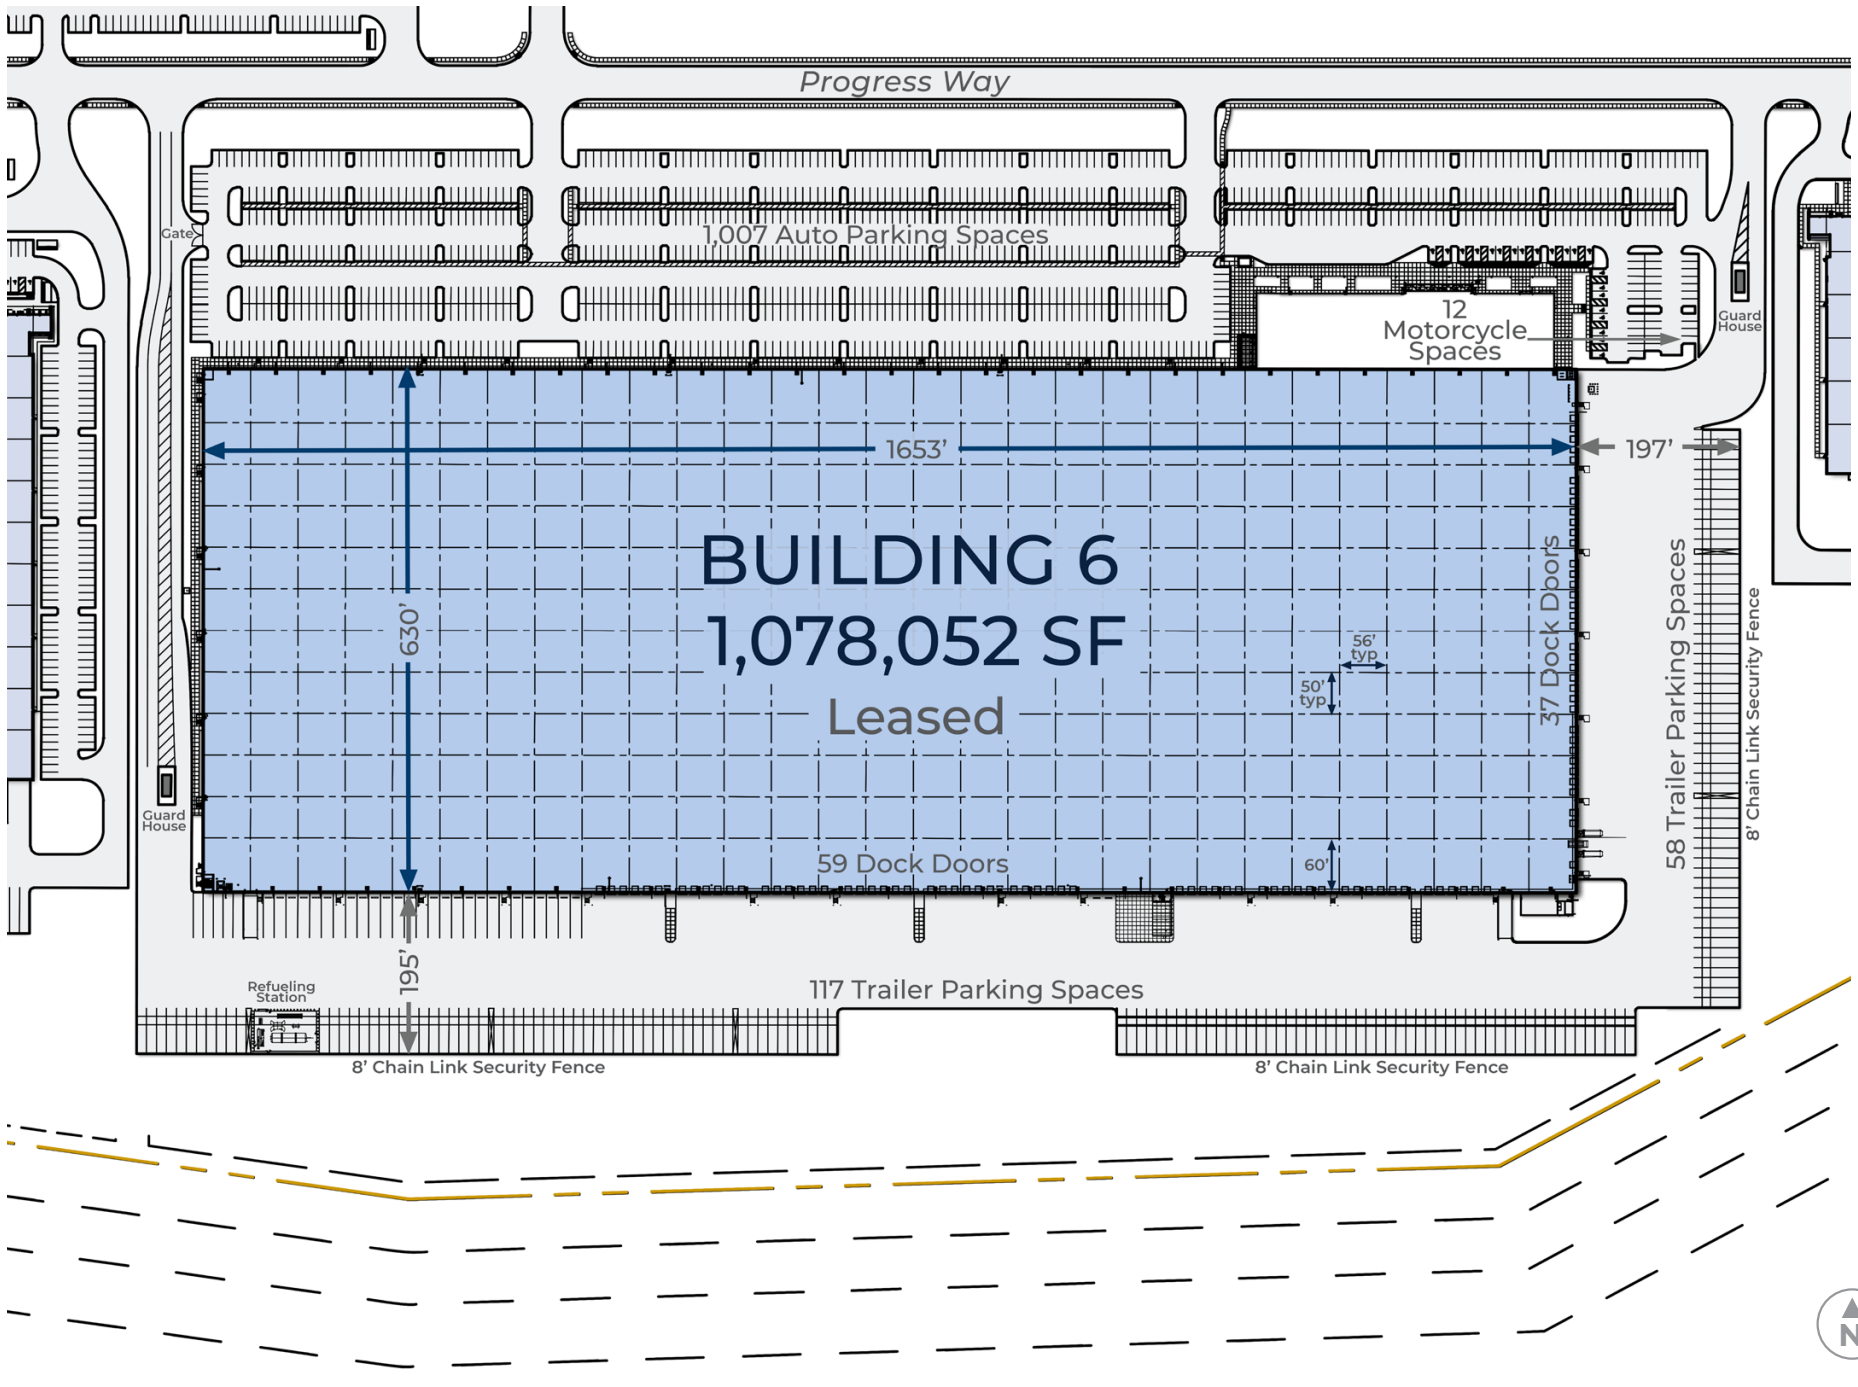 Progress Way
Gate
1,007 Auto Parking Spaces
12
Motorcycle
Spaces
Guard
House
1653’
197’
630’
BUILDING 6
1,078,052 SF
Leased
56’
typ
50’
typ
37 Dock Doors
58 Trailer Parking Spaces
8’ Chain Link Security Fence
Guard
House
59 Dock Doors
60’
195’
Refueling
Station
117 Trailer Parking Spaces
8’ Chain Link Security Fence
8’ Chain Link Security Fence
N